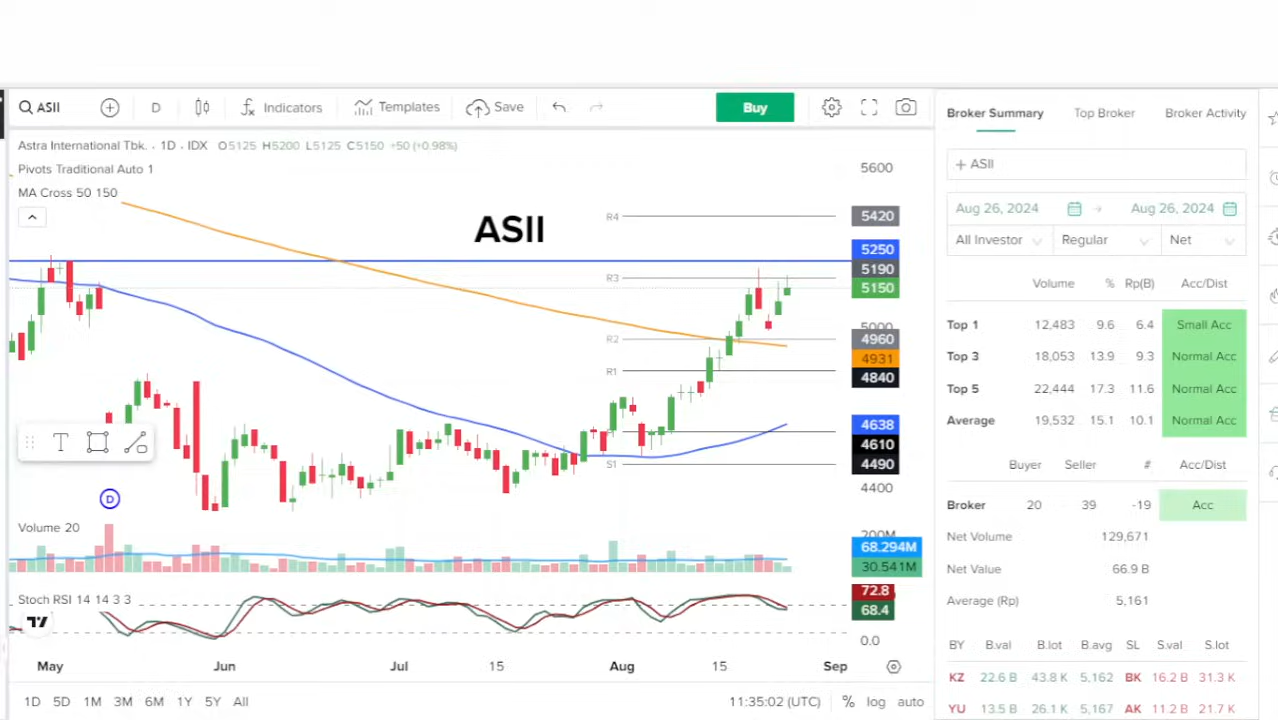 ASII D Indicators Templates Save Buy
Astra International Tbk. · 1D · IDX O5125 H5200 L5125 C5150 +50 (+0.98%)
Pivots Traditional Auto 1
MA Cross 50 150
ASII
R4
R3
R2
R1
S1
5600
5420
5250
5190
5150
5000
4960
4931
4840
4638
4610
4490
4400
T
D
Volume 20
200M
68.294M
30.541M
Stoch RSI 14 14 3 3
72.8
68.4
0.0
May Jun Jul 15 Aug 15 Sep
1D 5D 1M 3M 6M 1Y 5Y All 11:35:02 (UTC) % log auto
Broker Summary Top Broker Broker Activity
+ ASII
Aug 26, 2024 → Aug 26, 2024
All Investor Regular Net
Volume % Rp(B) Acc/Dist
Top 1 12,483 9.6 6.4 Small Acc
Top 3 18,053 13.9 9.3 Normal Acc
Top 5 22,444 17.3 11.6 Normal Acc
Average 19,532 15.1 10.1 Normal Acc
Buyer Seller # Acc/Dist
Broker 20 39 -19 Acc
Net Volume 129,671
Net Value 66.9 B
Average (Rp) 5,161
BY B.val B.lot B.avg SL S.val S.lot
KZ 22.6 B 43.8 K 5,162 BK 16.2 B 31.3 K
YU 13.5 B 26.1 K 5,167 AK 11.2 B 21.7 K